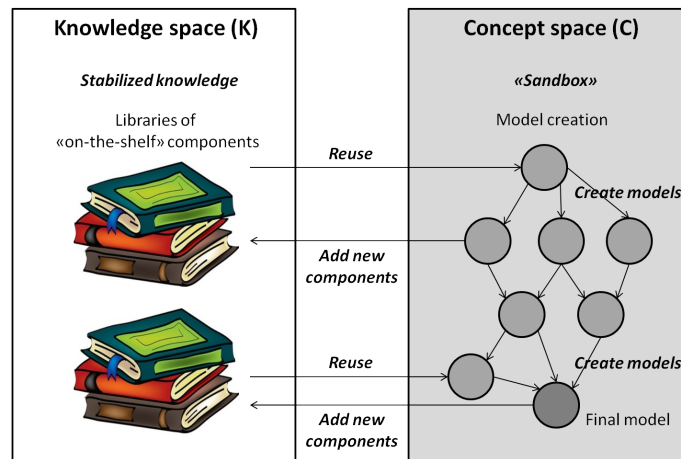 Knowledge space (K)
Stabilized knowledge
Libraries of
«on-the-shelf» components
Reuse
Add new
components
Reuse
Add new
components
Concept space (C)
«Sandbox»
Model creation
Create models
Create models
Final model